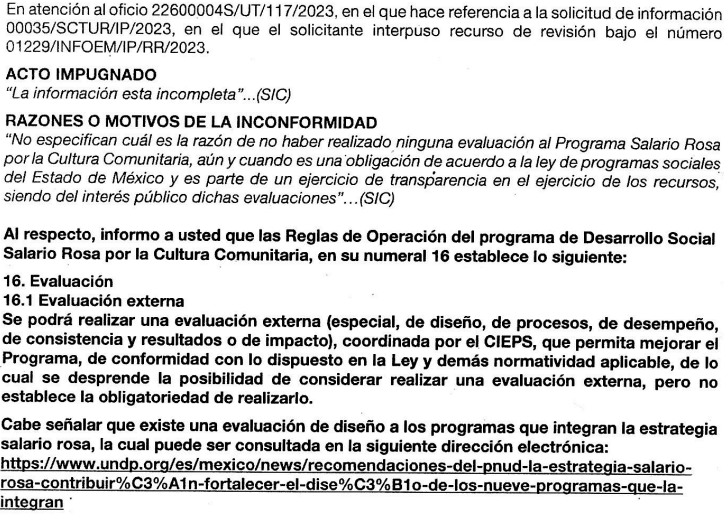 En atención al oficio 22600004S/UT/117/2023, en el que hace referencia a la solicitud de información
00035/SCTUR/IP/2023, en el que el solicitante interpuso recurso de revisión bajo el número
01229/INFOEM/IP/RR/2023.
ACTO IMPUGNADO
“La información esta incompleta”...(SIC)
RAZONES O MOTIVOS DE LA INCONFORMIDAD
“No especifican cuál es la razón de no haber realizado ninguna evaluación al Programa Salario Rosa
por la Cultura Comunitaria, aún y cuando es una obligación de acuerdo a la ley de programas sociales
del Estado de México y es parte de un ejercicio de transparencia en el ejercicio de los recursos,
siendo del interés público dichas evaluaciones”...(SIC)
Al respecto, informo a usted que las Reglas de Operación del programa de Desarrollo Social
Salario Rosa por la Cultura Comunitaria, en su numeral 16 establece lo siguiente:
16. Evaluación
16.1 Evaluación externa
Se podrá realizar una evaluación externa (especial, de diseño, de procesos, de desempeño,
de consistencia y resultados o de impacto), coordinada por el CIEPS, que permita mejorar el
Programa, de conformidad con lo dispuesto en la Ley y demás normatividad aplicable, de lo
cual se desprende la posibilidad de considerar realizar una evaluación externa, pero no
establece la obligatoriedad de realizarlo.
Cabe señalar que existe una evaluación de diseño a los programas que integran la estrategia
salario rosa, la cual puede ser consultada en la siguiente dirección electrónica:
https://www.undp.org/es/mexico/news/recomendaciones-del-pnud-la-estrategia-salario-
rosa-contribuir%C3%A1n-fortalecer-el-dise%C3%B1o-de-los-nueve-programas-que-la-
integran